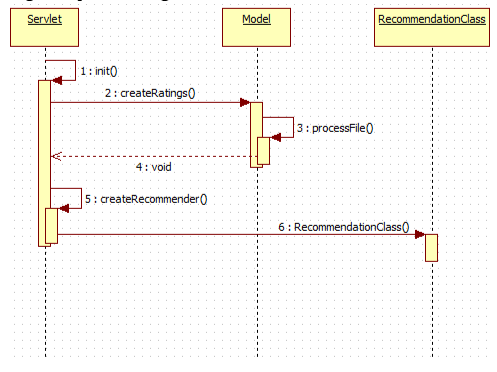 Servlet
Model
RecommendationClass
1 : init()
2 : createRatings()
3 : processFile()
4 : void
5 : createRecommender()
6 : RecommendationClass()